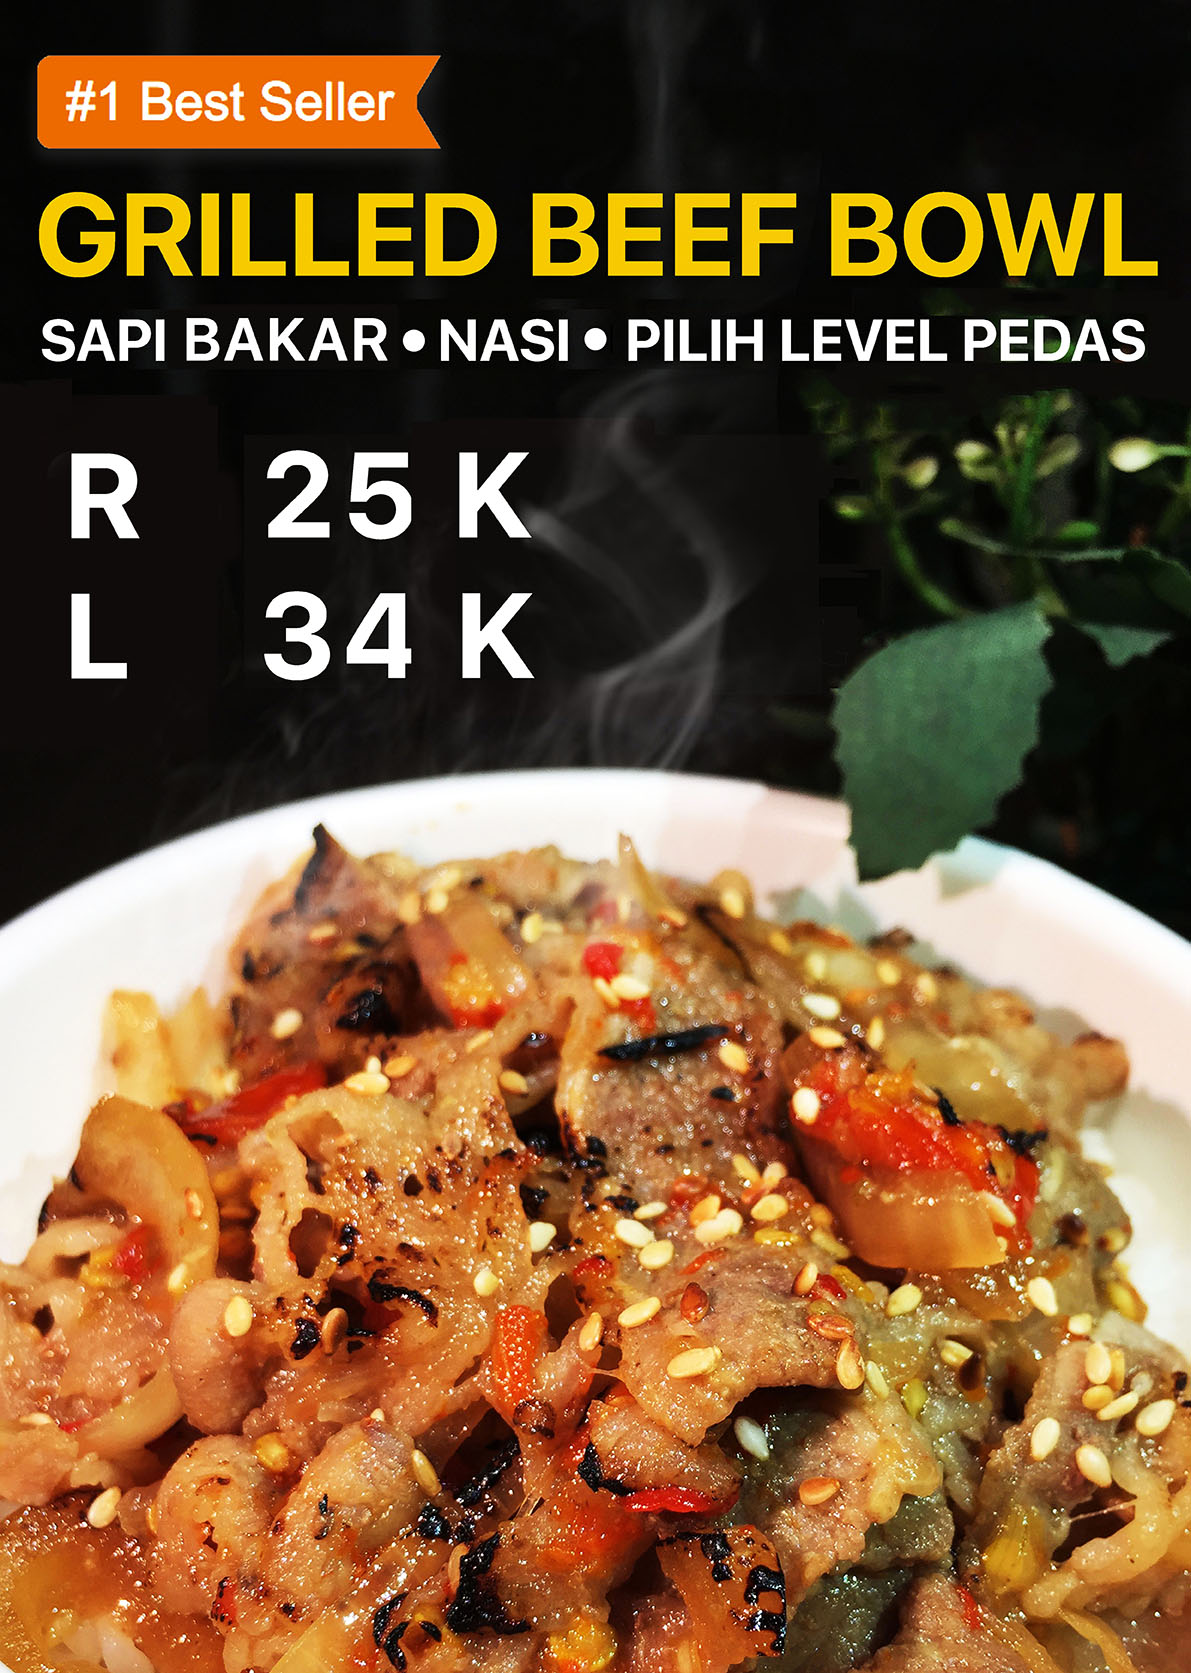 #1 Best Seller
GRILLED BEEF BOWL
SAPI BAKAR • NASI • PILIH LEVEL PEDAS
R 25 K
L 34 K